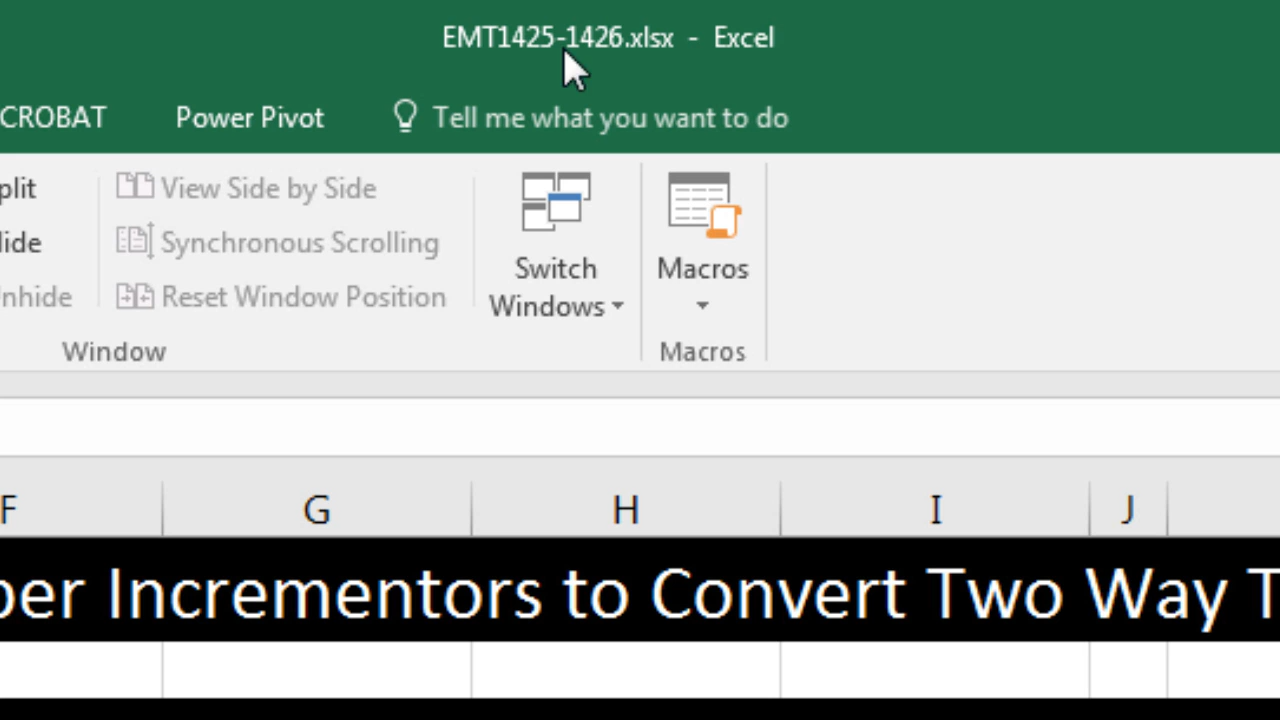 EMT1425-1426.xlsx - Excel
CROBAT Power Pivot Tell me what you want to do
plit View Side by Side
lide Synchronous Scrolling
nhide Reset Window Position
Switch Windows
Macros
Window Macros
F G H I J
ber Incrementors to Convert Two Way T